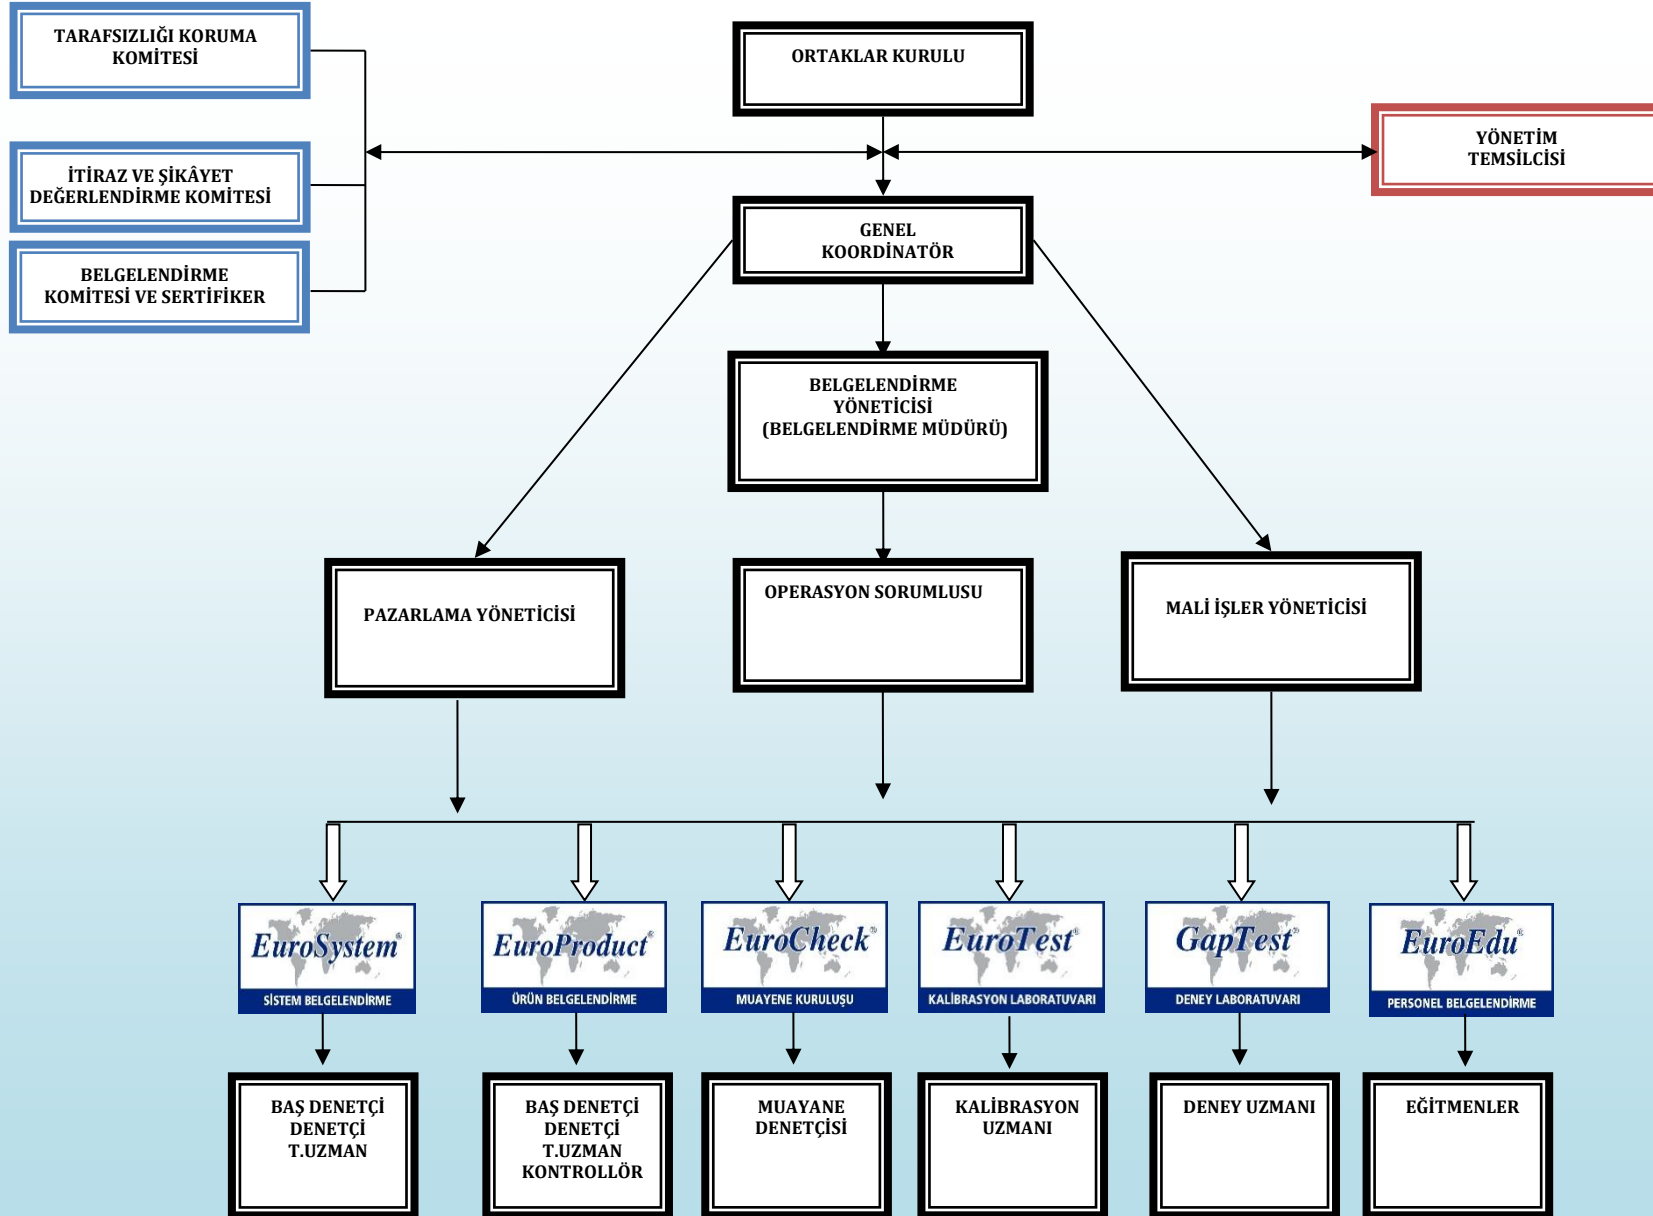 TARAFSIZLIĞI KORUMA
KOMİTESİ
ORTAKLAR KURULU
YÖNETİM
TEMSİLCİSİ
İTİRAZ VE ŞİKÂYET
DEĞERLENDİRME KOMİTESİ
GENEL
KOORDİNATÖR
BELGELENDİRME
KOMİTESİ VE SERTİFİKER
BELGELENDİRME
YÖNETİCİSİ
(BELGELENDİRME MÜDÜRÜ)
PAZARLAMA YÖNETİCİSİ
OPERASYON SORUMLUSU
MALİ İŞLER YÖNETİCİSİ
EuroSystem®
SİSTEM BELGELENDİRME
EuroProduct®
ÜRÜN BELGELENDİRME
EuroCheck®
MUAYENE KURULUŞU
EuroTest®
KALİBRASYON LABORATUVARI
GapTest®
DENEY LABORATUVARI
EuroEdu®
PERSONEL BELGELENDİRME
BAŞ DENETÇİ
DENETÇİ
T.UZMAN
BAŞ DENETÇİ
DENETÇİ
T.UZMAN
KONTROLLÖR
MUAYANE
DENETÇİSİ
KALİBRASYON
UZMANI
DENEY UZMANI
EĞİTMENLER